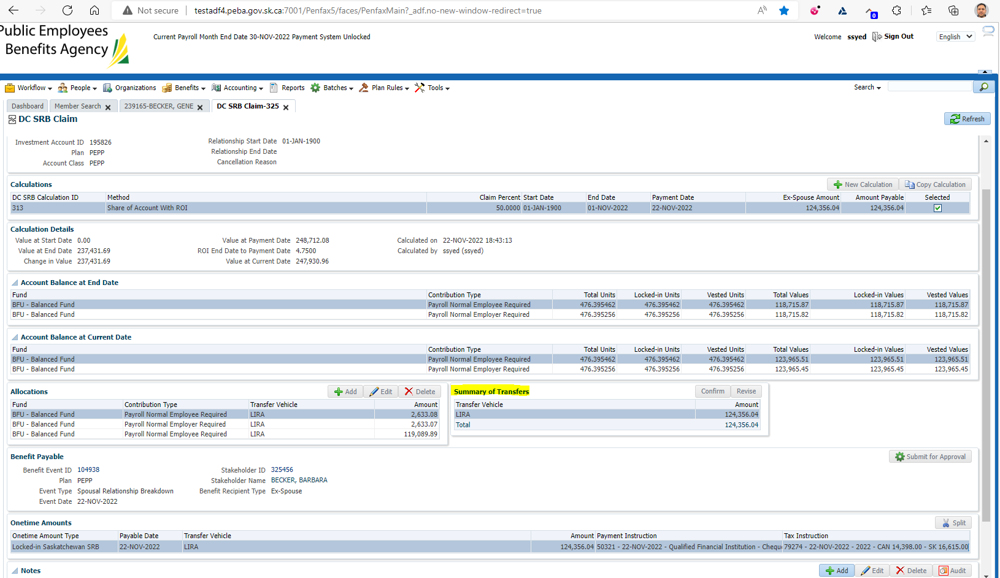 Not secure testadf4.peba.gov.sk.ca:7001/Penfax5/faces/PenfaxMain?_adf.no-new-window-redirect=true
0
Public Employees
Benefits Agency
Current Payroll Month End Date 30-NOV-2022 Payment System Unlocked
Welcome ssyed Sign Out English
Workflow People Organizations Benefits Accounting Reports Batches Plan Rules Tools Search
Dashboard Member Search 239165-BECKER, GENE DC SRB Claim-325
DC SRB Claim Refresh
Investment Account ID 195826 Relationship Start Date 01-JAN-1900
Plan PEPP Relationship End Date
Account Class PEPP Cancellation Reason
Calculations New Calculation Copy Calculation
DC SRB Calculation ID Method Claim Percent Start Date End Date Payment Date Ex-Spouse Amount Amount Payable Selected
313 Share of Account With ROI 50.0000 01-JAN-1900 01-NOV-2022 22-NOV-2022 124,356.04 124,356.04
Calculation Details
Value at Start Date 0.00 Value at Payment Date 248,712.08 Calculated on 22-NOV-2022 18:43:13
Value at End Date 237,431.69 ROI End Date to Payment Date 4.7500 Calculated by ssyed (ssyed)
Change in Value 237,431.69 Value at Current Date 247,930.96
Account Balance at End Date
Fund Contribution Type Total Units Locked-in Units Vested Units Total Values Locked-in Values Vested Values
BFU - Balanced Fund Payroll Normal Employee Required 476.395462 476.395462 476.395462 118,715.87 118,715.87 118,715.87
BFU - Balanced Fund Payroll Normal Employer Required 476.395256 476.395256 476.395256 118,715.82 118,715.82 118,715.82
Account Balance at Current Date
Fund Contribution Type Total Units Locked-in Units Vested Units Total Values Locked-in Values Vested Values
BFU - Balanced Fund Payroll Normal Employee Required 476.395462 476.395462 476.395462 123,965.51 123,965.51 123,965.51
BFU - Balanced Fund Payroll Normal Employer Required 476.395256 476.395256 476.395256 123,965.45 123,965.45 123,965.45
Allocations Add Edit Delete
Fund Contribution Type Transfer Vehicle Amount
BFU - Balanced Fund Payroll Normal Employee Required LIRA 2,633.08
BFU - Balanced Fund Payroll Normal Employer Required LIRA 2,633.07
BFU - Balanced Fund Payroll Normal Employee Required LIRA 119,089.89
Summary of Transfers Confirm Revise
Transfer Vehicle Amount
LIRA 124,356.04
Total 124,356.04
Benefit Payable Submit for Approval
Benefit Event ID 104938 Stakeholder ID 325456
Plan PEPP Stakeholder Name BECKER, BARBARA
Event Type Spousal Relationship Breakdown Benefit Recipient Type Ex-Spouse
Event Date 22-NOV-2022
Onetime Amounts Split
Onetime Amount Type Payable Date Transfer Vehicle Amount Payment Instruction Tax Instruction
Locked-in Saskatchewan SRB 22-NOV-2022 LIRA 124,356.04 50321 - 22-NOV-2022 - Qualified Financial Institution - Cheque 79274 - 22-NOV-2022 - 2022 - CAN 14,398.00 - SK 16,615.00
Notes Add Edit Delete Audit